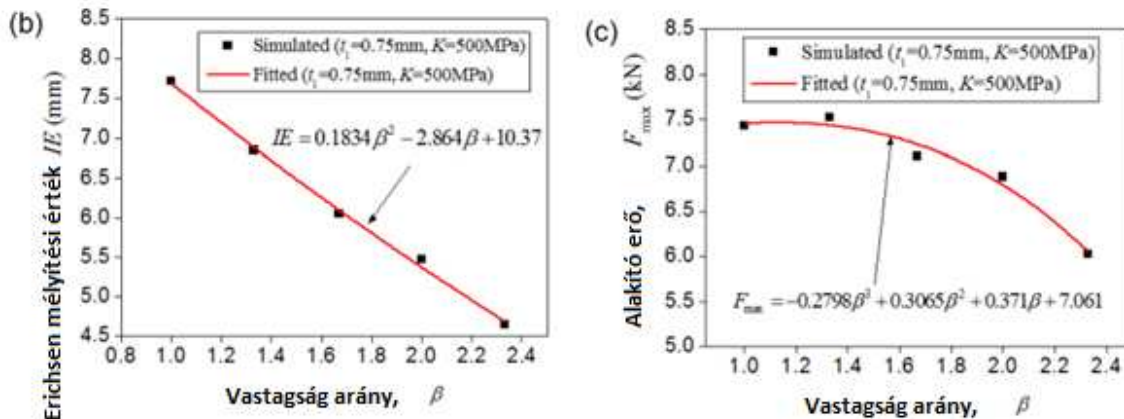 (b)
Erichsen mélyítési érték IE (mm)
8.5
8.0
7.5
7.0
6.5
6.0
5.5
5.0
4.5
Simulated (t₁=0.75mm, K=500MPa)
Fitted (t₁=0.75mm, K=500MPa)
IE = 0.1834β² − 2.864β + 10.37
0.8 1.0 1.2 1.4 1.6 1.8 2.0 2.2 2.4
Vastagság arány, β
(c)
Alakító erő, F max (kN)
8.5
8.0
7.5
7.0
6.5
6.0
5.5
5.0
Simulated (t₁=0.75mm, K=500MPa)
Fitted (t₁=0.75mm, K=500MPa)
Fmax = −0.2798β³ + 0.3065β² + 0.371β + 7.061
1.0 1.2 1.4 1.6 1.8 2.0 2.2 2.4
Vastagság arány, β